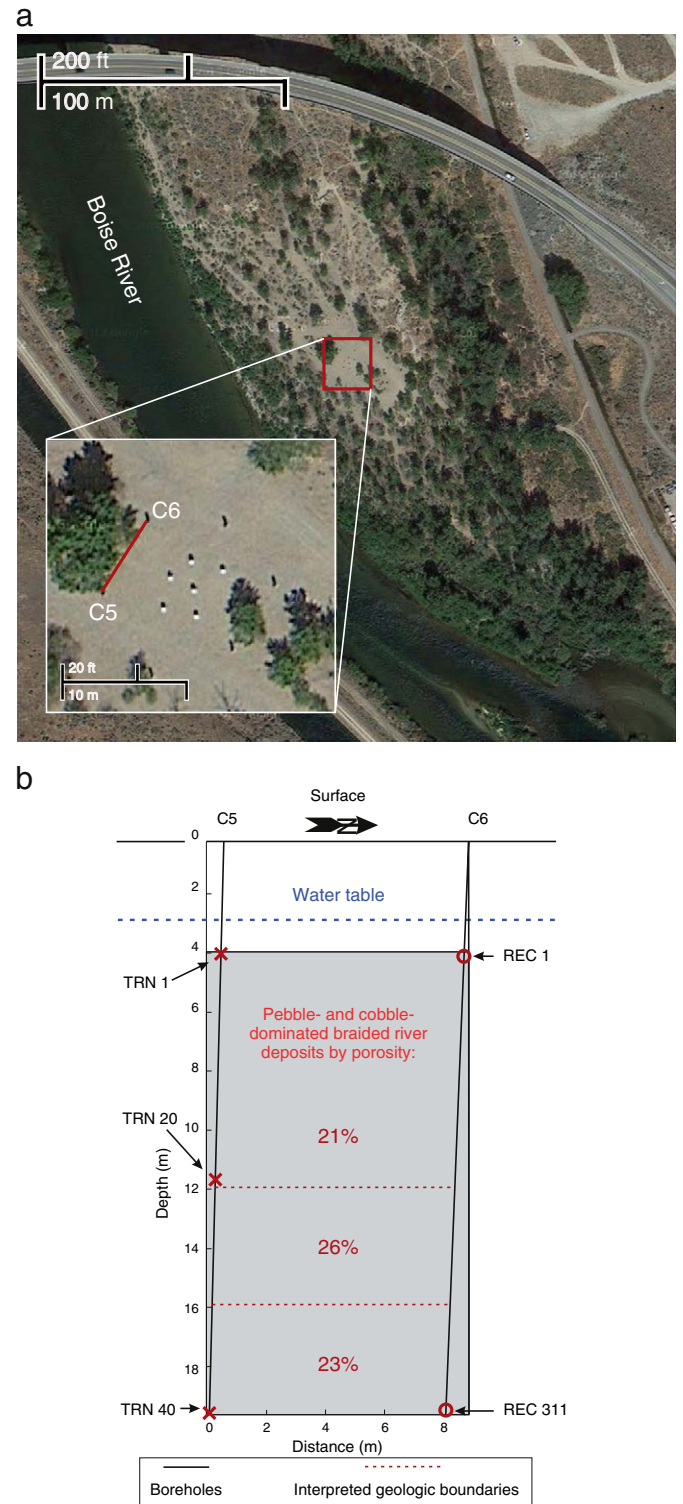 a
200 ft
100 m
Boise River
C6
C5
20 ft
10 m
b
Surface
C5
C6
N
0
2
Water table
4
TRN 1
REC 1
6
Pebble- and cobble-
dominated braided river
deposits by porosity:
8
TRN 20
10
21%
Depth (m)
12
26%
14
16
23%
18
TRN 40
REC 311
0 2 4 6 8
Distance (m)
Boreholes
Interpreted geologic boundaries